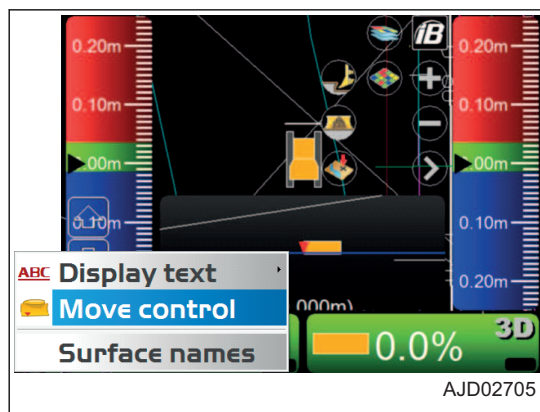 0.20m
iB
0.20m
0.10m
0.00m
.00m
0.10m
0.10m
ABC Display text
Move control
000m)
0.20m
Surface names
0.0%
3D
AJD02705